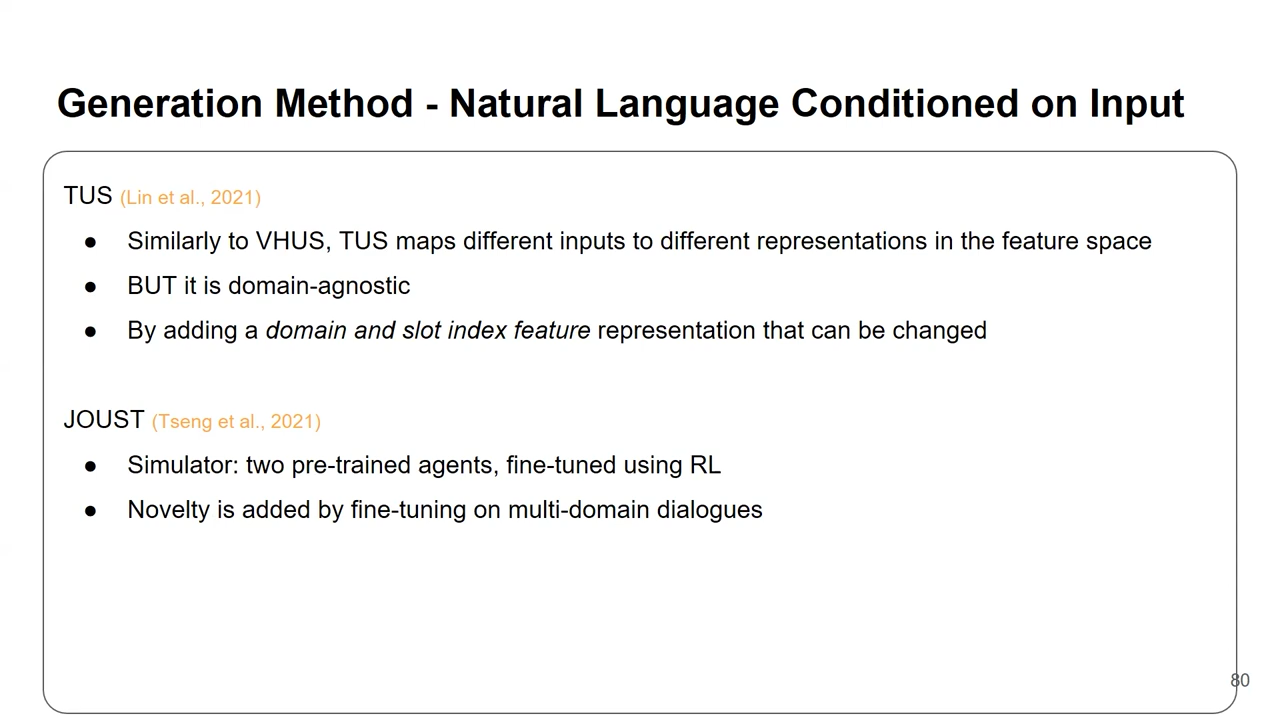 Generation Method - Natural Language Conditioned on Input
TUS (Lin et al., 2021)
● Similarly to VHUS, TUS maps different inputs to different representations in the feature space
● BUT it is domain-agnostic
● By adding a domain and slot index feature representation that can be changed
JOUST (Tseng et al., 2021)
● Simulator: two pre-trained agents, fine-tuned using RL
● Novelty is added by fine-tuning on multi-domain dialogues
80